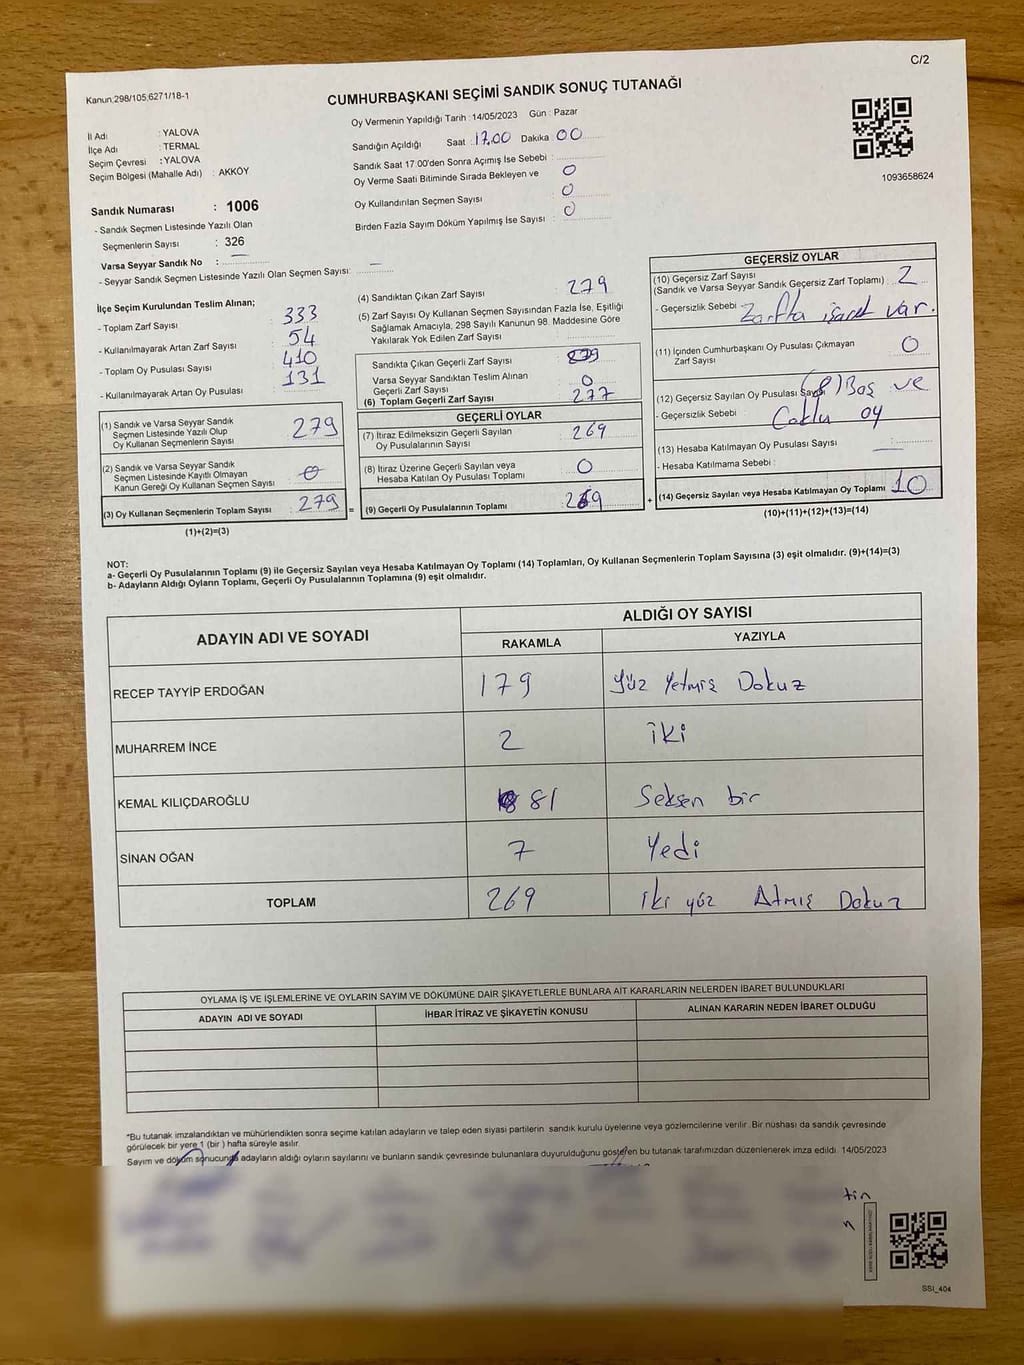 C/2
Kanun:298/105;6271/18-1
CUMHURBAŞKANI SEÇİMİ SANDIK SONUÇ TUTANAĞI
İl Adı : YALOVA
İlçe Adı : TERMAL
Seçim Çevresi : YALOVA
Seçim Bölgesi (Mahalle Adı) : AKKÖY
Oy Vermenin Yapıldığı Tarih : 14/05/2023 Gün : Pazar
Sandığın Açıldığı Saat : 17.00 Dakika 00
Sandık Saat 17:00'den Sonra Açılmış İse Sebebi :
Oy Verme Saati Bitiminde Sırada Bekleyen ve 0
Oy Kullandırılan Seçmen Sayısı 0
Birden Fazla Sayım Döküm Yapılmış İse Sayısı : 0
1093658624
Sandık Numarası : 1006
- Sandık Seçmen Listesinde Yazılı Olan
Seçmenlerin Sayısı : 326
Varsa Seyyar Sandık No : —
- Seyyar Sandık Seçmen Listesinde Yazılı Olan Seçmen Sayısı: —
İlçe Seçim Kurulundan Teslim Alınan;
- Toplam Zarf Sayısı 333
- Kullanılmayarak Artan Zarf Sayısı 54
- Toplam Oy Pusulası Sayısı 410
- Kullanılmayarak Artan Oy Pusulası 131
(1) Sandık ve Varsa Seyyar Sandık
Seçmen Listesinde Yazılı Olup
Oy Kullanan Seçmenlerin Sayısı 279
(2) Sandık ve Varsa Seyyar Sandık
Seçmen Listesinde Kayıtlı Olmayan
Kanun Gereği Oy Kullanan Seçmen Sayısı : 0
(3) Oy Kullanan Seçmenlerin Toplam Sayısı : 279 =
(1)+(2)=(3)
(4) Sandıktan Çıkan Zarf Sayısı : 279
(5) Zarf Sayısı Oy Kullanan Seçmen Sayısından Fazla İse, Eşitliği
Sağlamak Amacıyla, 298 Sayılı Kanunun 98. Maddesine Göre
Yakılarak Yok Edilen Zarf Sayısı :
Sandıkta Çıkan Geçerli Zarf Sayısı
Varsa Seyyar Sandıktan Teslim Alınan
Geçerli Zarf Sayısı : 0
(6) Toplam Geçerli Zarf Sayısı : 277
GEÇERLİ OYLAR
(7) İtiraz Edilmeksizin Geçerli Sayılan
Oy Pusulalarının Sayısı : 269
(8) İtiraz Üzerine Geçerli Sayılan veya
Hesaba Katılan Oy Pusulası Toplamı : 0
(9) Geçerli Oy Pusulalarının Toplamı : 269 +
GEÇERSİZ OYLAR
(10) Geçersiz Zarf Sayısı
(Sandık ve Varsa Seyyar Sandık Geçersiz Zarf Toplamı) : 2
- Geçersizlik Sebebi : Zarfta işaret var.
(11) İçinden Cumhurbaşkanı Oy Pusulası Çıkmayan
Zarf Sayısı : 0
(12) Geçersiz Sayılan Oy Pusulası Sayısı (8) Boş ve
- Geçersizlik Sebebi : Çoklu oy
(13) Hesaba Katılmayan Oy Pusulası Sayısı : —
- Hesaba Katılmama Sebebi :
(14) Geçersiz Sayılan veya Hesaba Katılmayan Oy Toplamı : 10
(10)+(11)+(12)+(13)=(14)
NOT:
a- Geçerli Oy Pusulalarının Toplamı (9) ile Geçersiz Sayılan veya Hesaba Katılmayan Oy Toplamı (14) Toplamları, Oy Kullanan Seçmenlerin Toplam Sayısına (3) eşit olmalıdır. (9)+(14)=(3)
b- Adayların Aldığı Oyların Toplamı, Geçerli Oy Pusulalarının Toplamına (9) eşit olmalıdır.
ADAYIN ADI VE SOYADI ALDIĞI OY SAYISI
RAKAMLA YAZIYLA
RECEP TAYYİP ERDOĞAN 179 Yüz Yetmiş Dokuz
MUHARREM İNCE 2 iki
KEMAL KILIÇDAROĞLU 81 Seksen bir
SİNAN OĞAN 7 Yedi
TOPLAM 269 iki yüz Atmış Dokuz
OYLAMA İŞ VE İŞLEMLERİNE VE OYLARIN SAYIM VE DÖKÜMÜNE DAİR ŞİKAYETLERLE BUNLARA AİT KARARLARIN NELERDEN İBARET BULUNDUKLARI
ADAYIN ADI VE SOYADI İHBAR İTİRAZ VE ŞİKAYETİN KONUSU ALINAN KARARIN NEDEN İBARET OLDUĞU
*Bu tutanak imzalandıktan ve mühürlendikten sonra seçime katılan adayların ve talep eden siyasi partilerin sandık kurulu üyelerine veya gözlemcilerine verilir. Bir nüshası da sandık çevresinde
görülecek bir yere 1 (bir) hafta süreyle asılır.
Sayım ve döküm sonucunda adayların aldığı oyların sayılarını ve bunların sandık çevresinde bulunanlara duyurulduğunu gösteren bu tutanak tarafımızdan düzenlenerek imza edildi. 14/05/2023
tin
n
SSİ_404